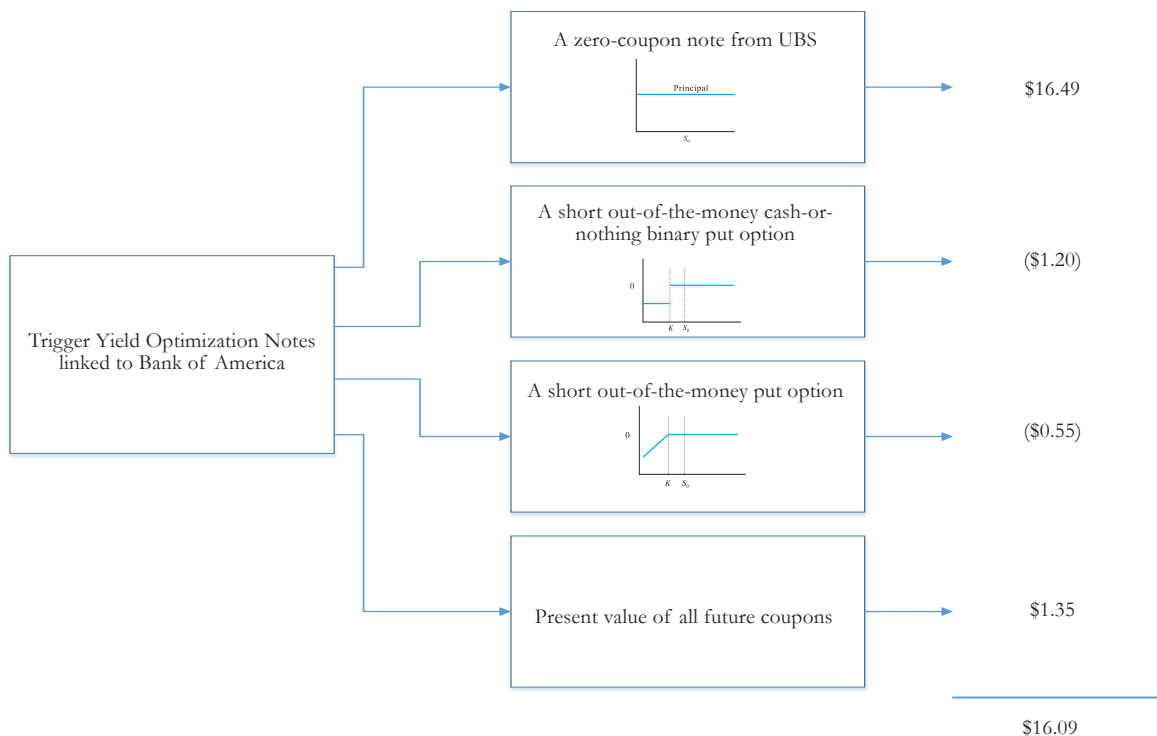 A zero-coupon note from UBS
Principal
S₀
$16.49
A short out-of-the-money cash-or-
nothing binary put option
0
K S₀
($1.20)
Trigger Yield Optimization Notes
linked to Bank of America
A short out-of-the-money put option
0
K S₀
($0.55)
Present value of all future coupons
$1.35
$16.09